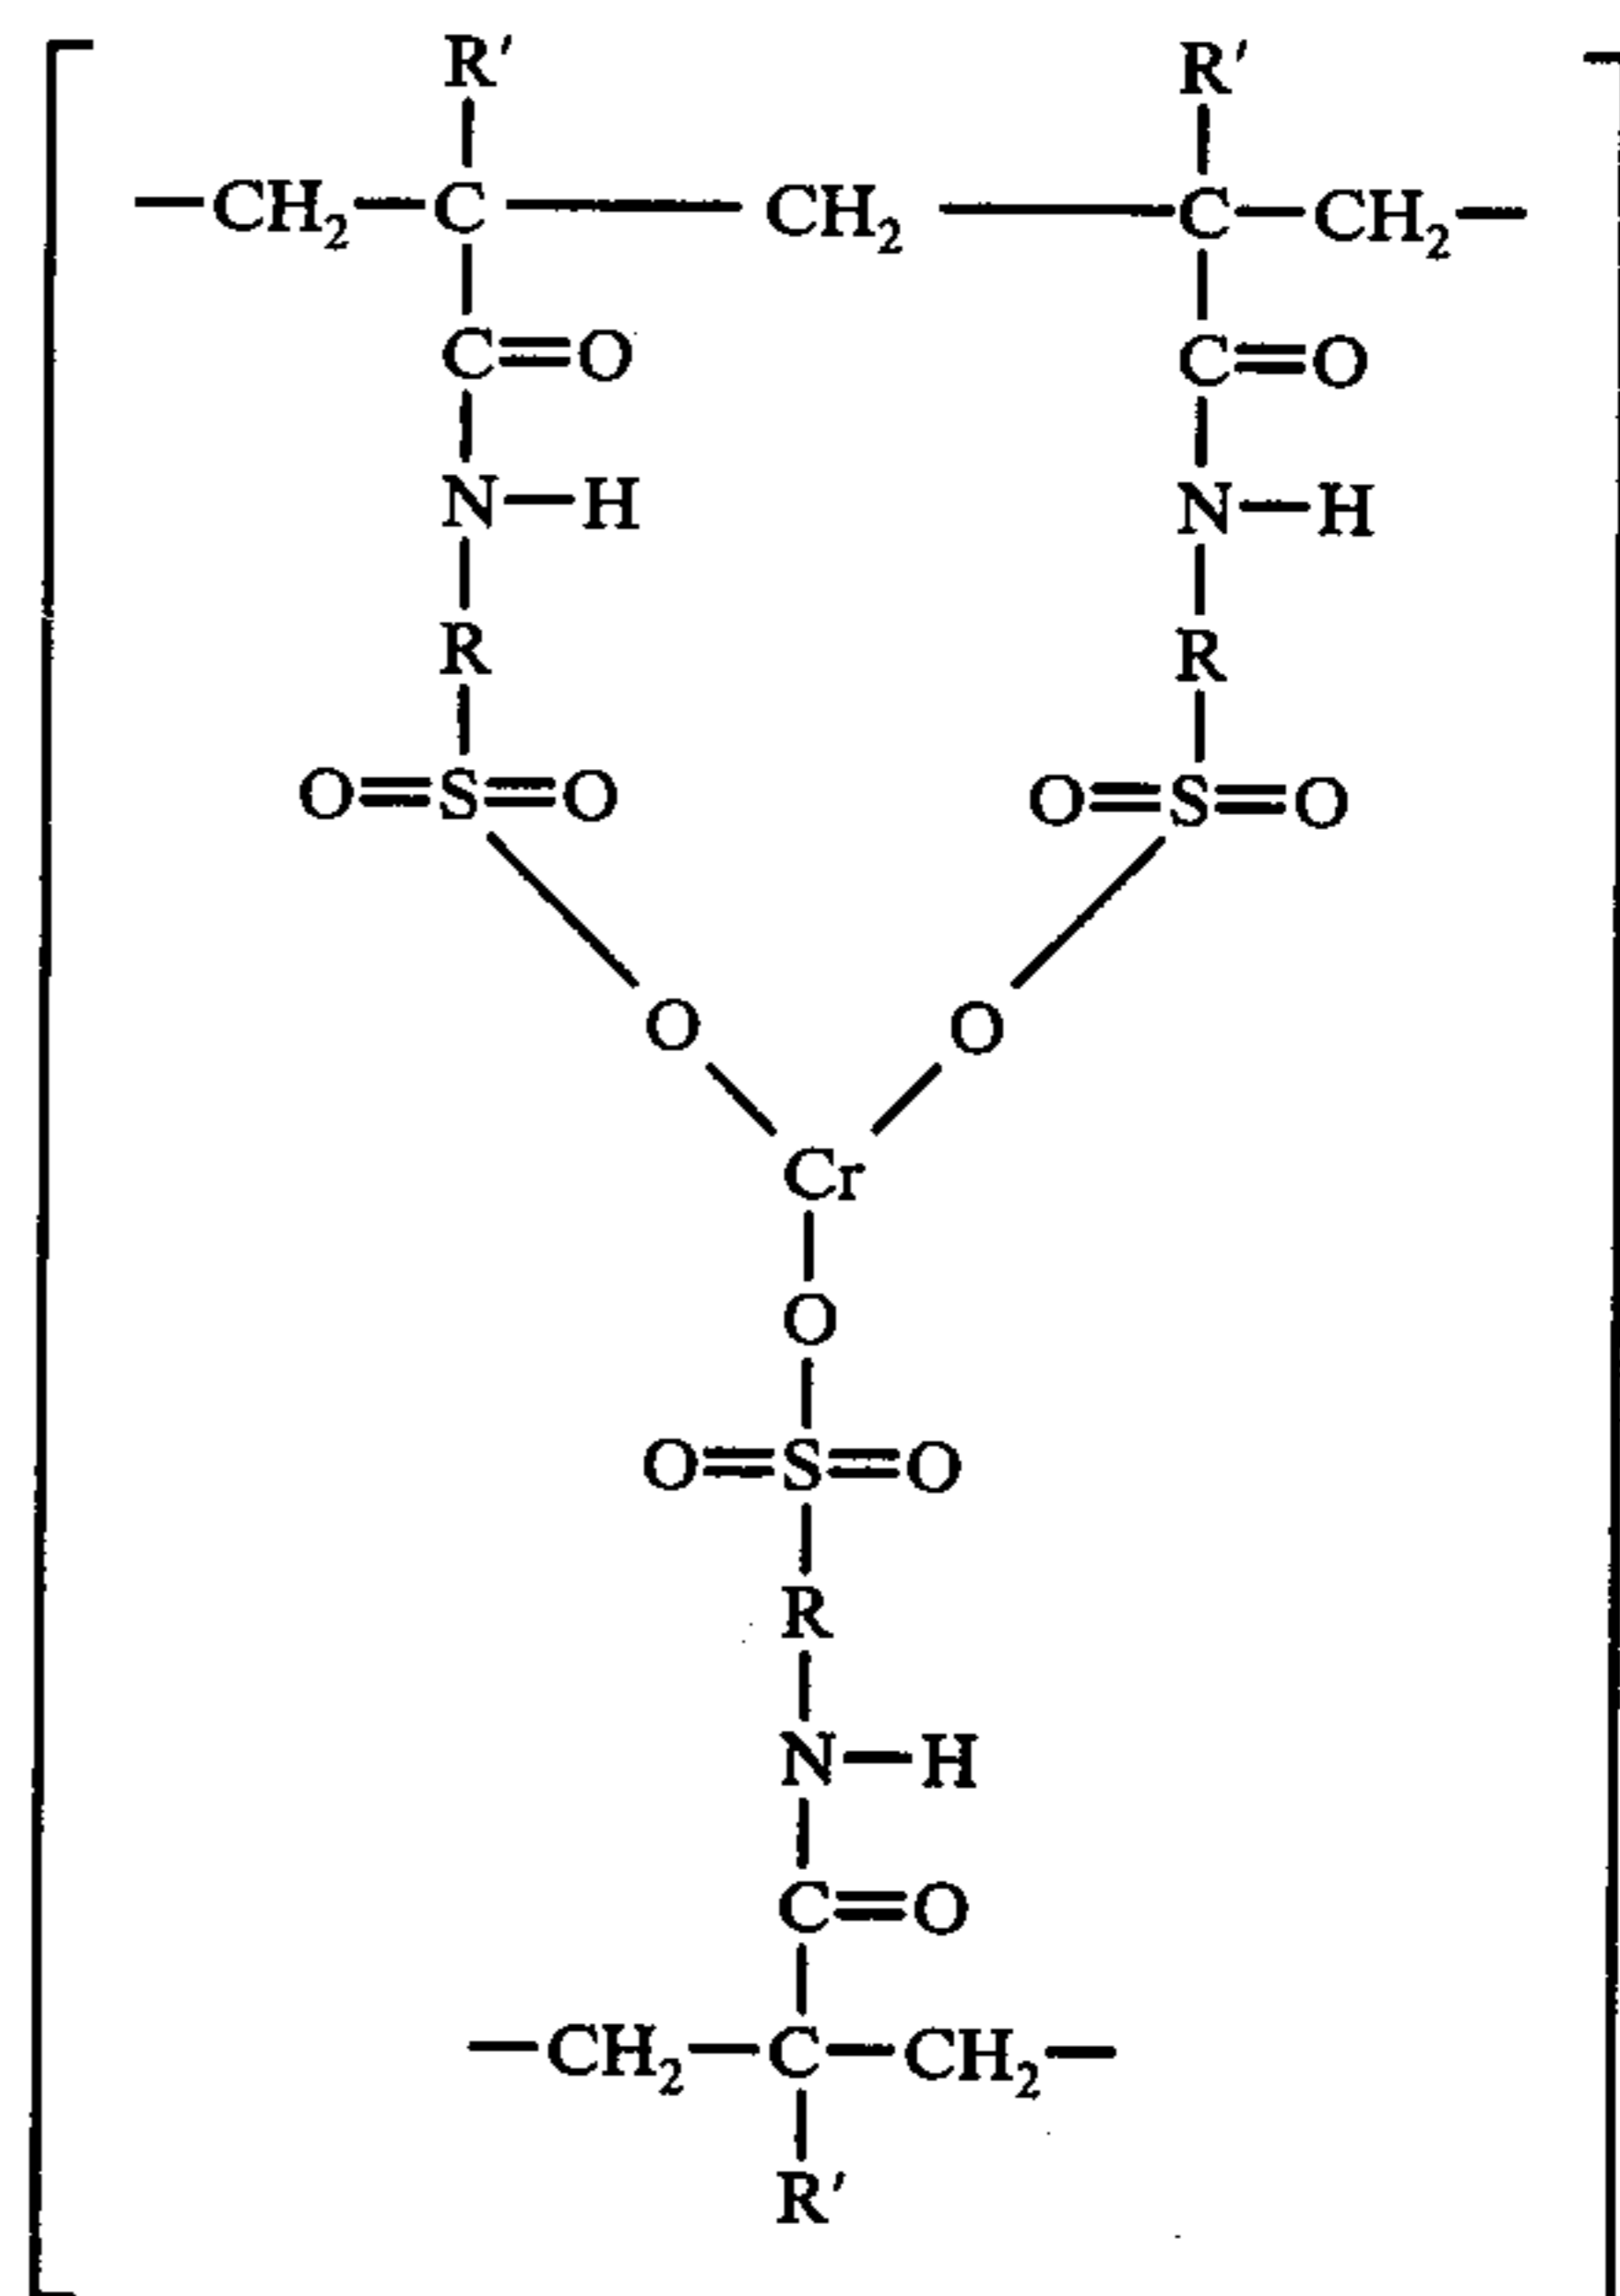 R′ R′
—CH₂—C—CH₂—C—CH₂—
C=O C=O
N—H N—H
R R
O=S=O O=S=O
O O
Cr
O
O=S=O
R
N—H
C=O
—CH₂—C—CH₂—
R′